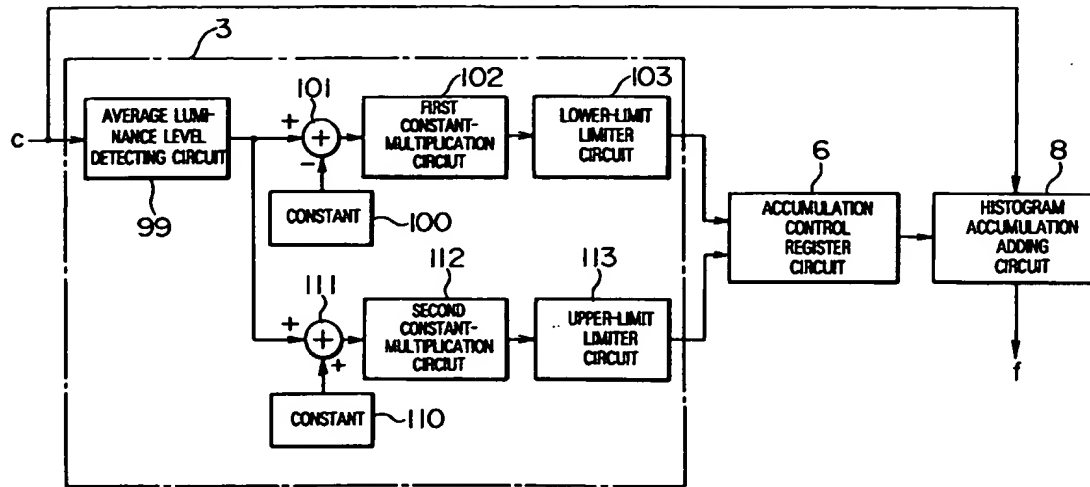 3
101
102
103
AVERAGE LUMI-
NANCE LEVEL
DETECTING CIRCUIT
c
+
-
FIRST
CONSTANT-
MULTIPLICATION
CIRCIUT
LOWER-LIMIT
LIMITER
CIRCUIT
99
CONSTANT
100
6
8
ACCUMULATION
CONTROL
REGISTER
CIRCUIT
HISTOGRAM
ACCUMULATION
ADDING
CIRCUIT
111
112
113
+
+
SECOND
CONSTANT-
MULTIPLICATION
CIRCIUT
UPPER-LIMIT
LIMITER
CIRCUIT
CONSTANT
110
f